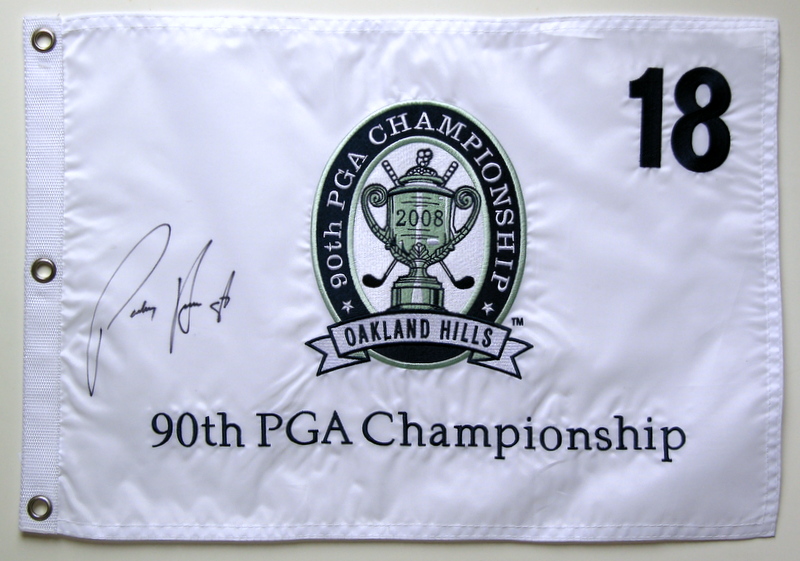 18
90th PGA CHAMPIONSHIP
2008
OAKLAND HILLS ™
90th PGA Championship